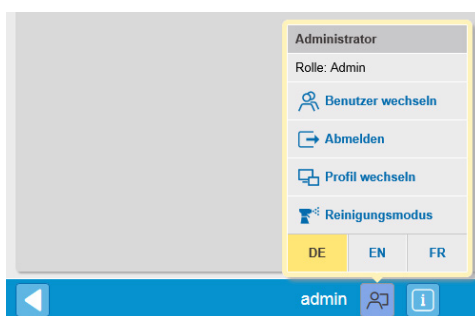 Administrator
Rolle: Admin
Benutzer wechseln
Abmelden
Profil wechseln
Reinigungsmodus
DE EN FR
admin